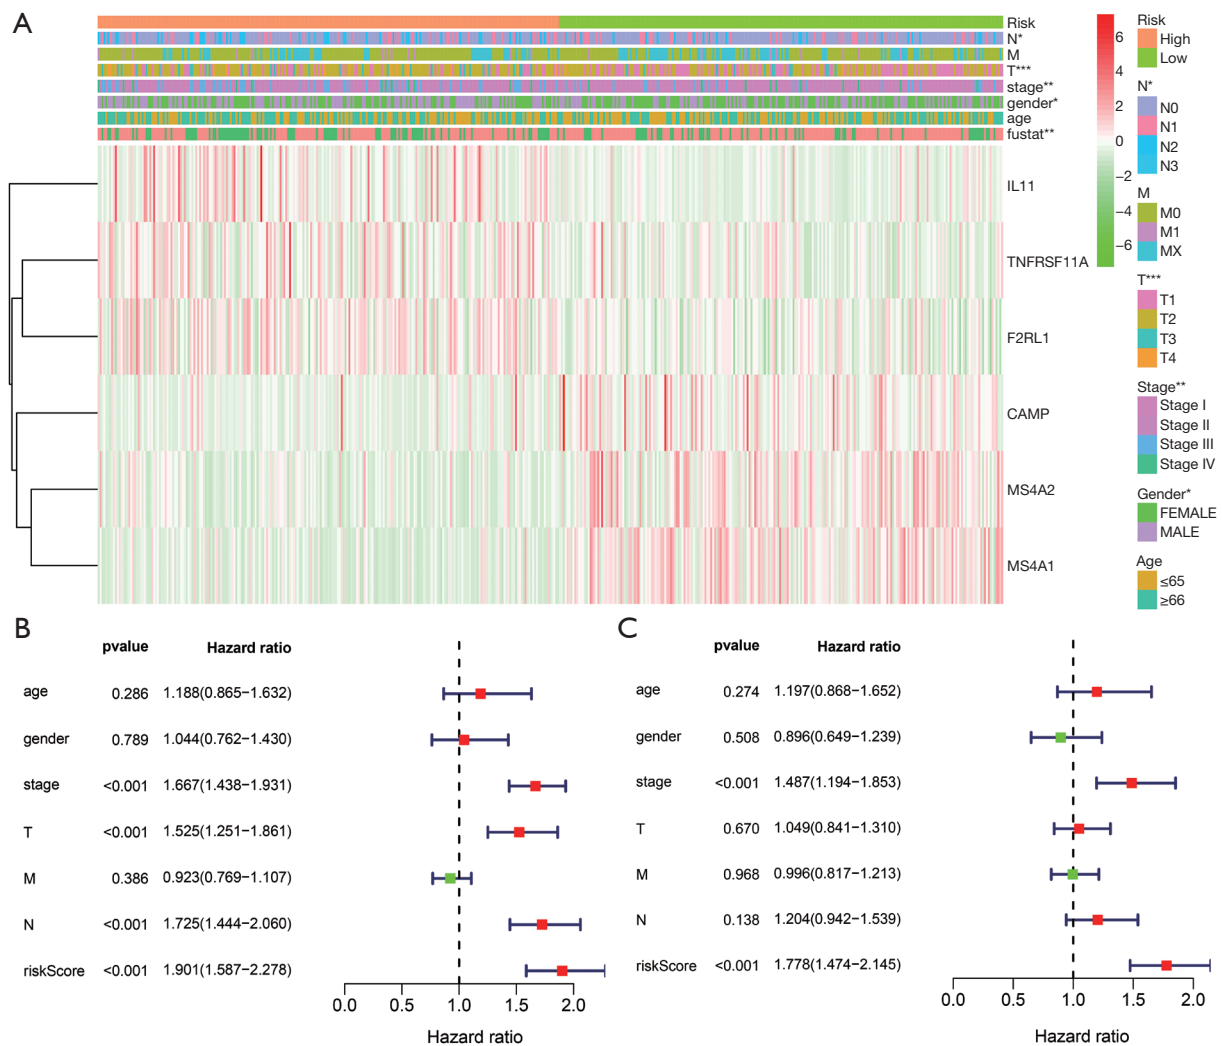 A
Risk
N*
M
T***
stage**
gender*
age
fustat**
IL11
TNFRSF11A
F2RL1
CAMP
MS4A2
MS4A1
6
4
2
0
−2
−4
−6
Risk
High
Low
N*
N0
N1
N2
N3
M
M0
M1
MX
T***
T1
T2
T3
T4
Stage**
Stage I
Stage II
Stage III
Stage IV
Gender*
FEMALE
MALE
Age
≤65
≥66
B
pvalue Hazard ratio
age 0.286 1.188(0.865−1.632)
gender 0.789 1.044(0.762−1.430)
stage <0.001 1.667(1.438−1.931)
T <0.001 1.525(1.251−1.861)
M 0.386 0.923(0.769−1.107)
N <0.001 1.725(1.444−2.060)
riskScore <0.001 1.901(1.587−2.278)
0.0 0.5 1.0 1.5 2.0
Hazard ratio
C
pvalue Hazard ratio
age 0.274 1.197(0.868−1.652)
gender 0.508 0.896(0.649−1.239)
stage <0.001 1.487(1.194−1.853)
T 0.670 1.049(0.841−1.310)
M 0.968 0.996(0.817−1.213)
N 0.138 1.204(0.942−1.539)
riskScore <0.001 1.778(1.474−2.145)
0.0 0.5 1.0 1.5 2.0
Hazard ratio